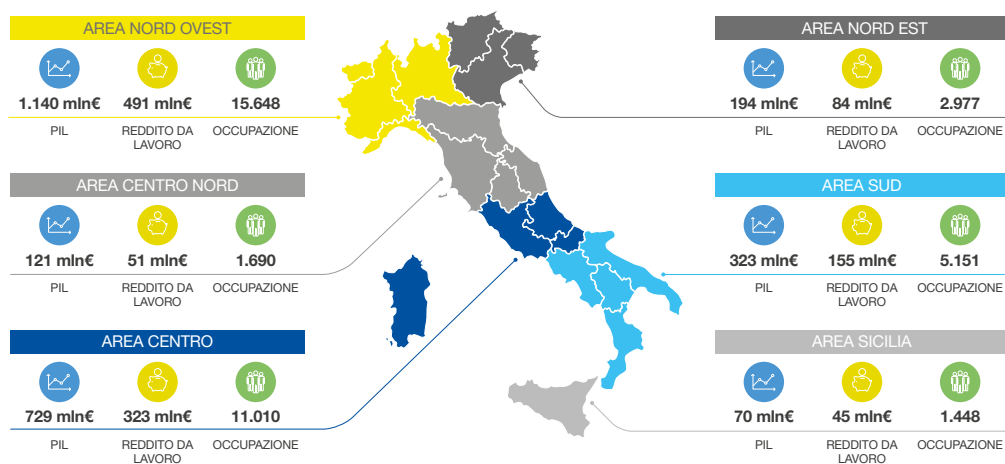 AREA NORD OVEST
1.140 mln€ 491 mln€ 15.648
PIL REDDITO DA LAVORO OCCUPAZIONE
AREA CENTRO NORD
121 mln€ 51 mln€ 1.690
PIL REDDITO DA LAVORO OCCUPAZIONE
AREA CENTRO
729 mln€ 323 mln€ 11.010
PIL REDDITO DA LAVORO OCCUPAZIONE
AREA NORD EST
194 mln€ 84 mln€ 2.977
PIL REDDITO DA LAVORO OCCUPAZIONE
AREA SUD
323 mln€ 155 mln€ 5.151
PIL REDDITO DA LAVORO OCCUPAZIONE
AREA SICILIA
70 mln€ 45 mln€ 1.448
PIL REDDITO DA LAVORO OCCUPAZIONE